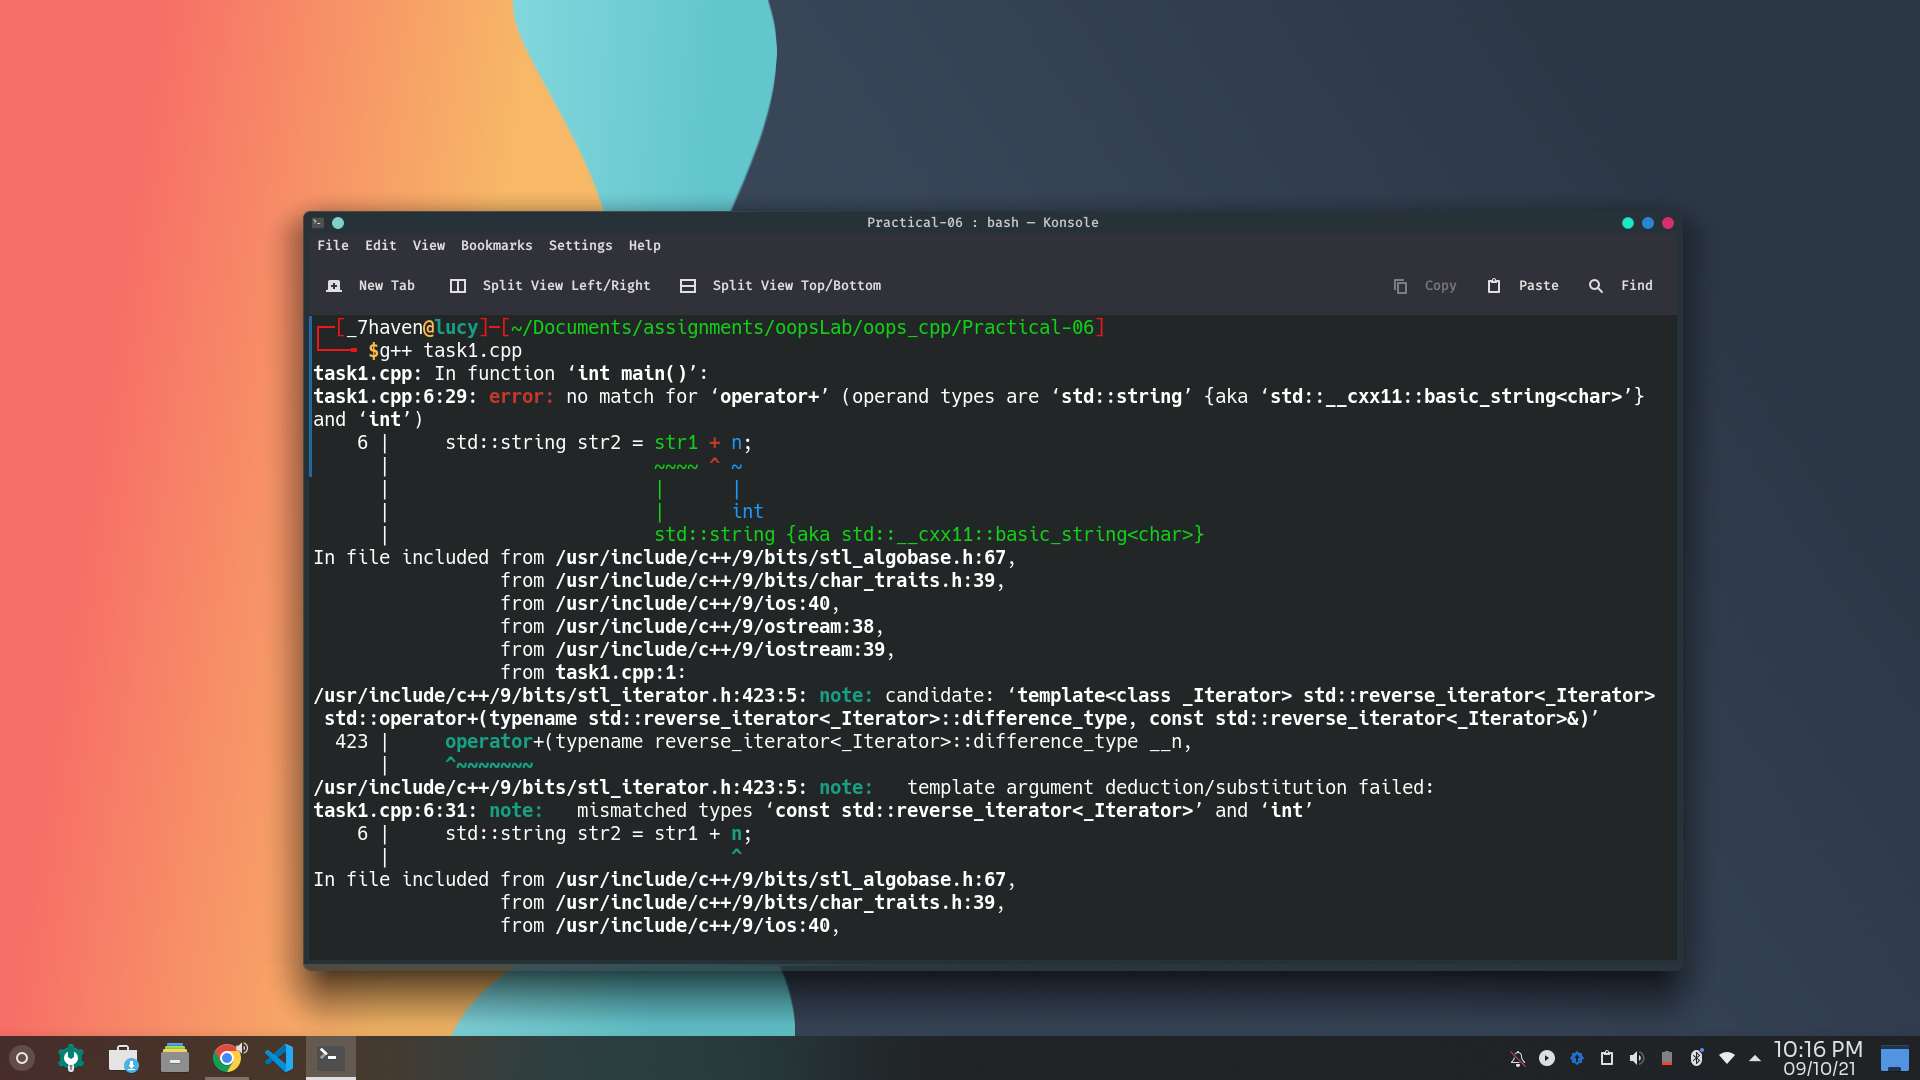 Practical-06 : bash — Konsole
File Edit View Bookmarks Settings Help
New Tab Split View Left/Right Split View Top/Bottom Copy Paste Find
┌─[_7haven@lucy]─[~/Documents/assignments/oopsLab/oops_cpp/Practical-06]
└──╼ $g++ task1.cpp
task1.cpp: In function ‘int main()’:
task1.cpp:6:29: error: no match for ‘operator+’ (operand types are ‘std::string’ {aka ‘std::__cxx11::basic_string<char>’}
and ‘int’)
    6 |     std::string str2 = str1 + n;
      |                        ~~~~ ^ ~
      |                        |      |
      |                        |      int
      |                        std::string {aka std::__cxx11::basic_string<char>}
In file included from /usr/include/c++/9/bits/stl_algobase.h:67,
                 from /usr/include/c++/9/bits/char_traits.h:39,
                 from /usr/include/c++/9/ios:40,
                 from /usr/include/c++/9/ostream:38,
                 from /usr/include/c++/9/iostream:39,
                 from task1.cpp:1:
/usr/include/c++/9/bits/stl_iterator.h:423:5: note: candidate: ‘template<class _Iterator> std::reverse_iterator<_Iterator>
 std::operator+(typename std::reverse_iterator<_Iterator>::difference_type, const std::reverse_iterator<_Iterator>&)’
  423 |     operator+(typename reverse_iterator<_Iterator>::difference_type __n,
      |     ^~~~~~~~
/usr/include/c++/9/bits/stl_iterator.h:423:5: note:   template argument deduction/substitution failed:
task1.cpp:6:31: note:   mismatched types ‘const std::reverse_iterator<_Iterator>’ and ‘int’
    6 |     std::string str2 = str1 + n;
      |                               ^
In file included from /usr/include/c++/9/bits/stl_algobase.h:67,
                 from /usr/include/c++/9/bits/char_traits.h:39,
                 from /usr/include/c++/9/ios:40,
10:16 PM
09/10/21